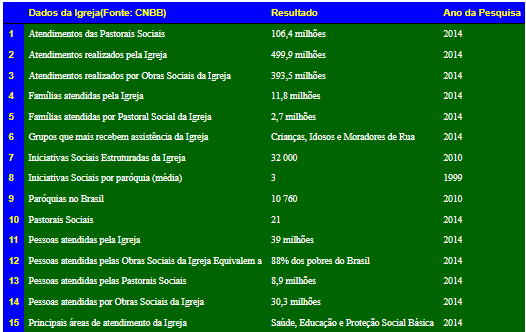 Dados da Igreja(Fonte: CNBB) Resultado Ano da Pesquisa
1 Atendimentos das Pastorais Sociais 106,4 milhões 2014
2 Atendimentos realizados pela Igreja 499,9 milhões 2014
3 Atendimentos realizados por Obras Sociais da Igreja 393,5 milhões 2014
4 Famílias atendidas pela Igreja 11,8 milhões 2014
5 Famílias atendidas por Pastoral Social da Igreja 2,7 milhões 2014
6 Grupos que mais recebem assistência da Igreja Crianças, Idosos e Moradores de Rua 2014
7 Iniciativas Sociais Estruturadas da Igreja 32 000 2010
8 Iniciativas Sociais por paróquia (média) 3 1999
9 Paróquias no Brasil 10 760 2010
10 Pastorais Sociais 21 2014
11 Pessoas atendidas pela Igreja 39 milhões 2014
12 Pessoas atendidas pelas Obras Sociais da Igreja Equivalem a 88% dos pobres do Brasil 2014
13 Pessoas atendidas pelas Pastorais Sociais 8,9 milhões 2014
14 Pessoas atendidas por Obras Sociais da Igreja 30,3 milhões 2014
15 Principais áreas de atendimento da Igreja Saúde, Educação e Proteção Social Básica 2014